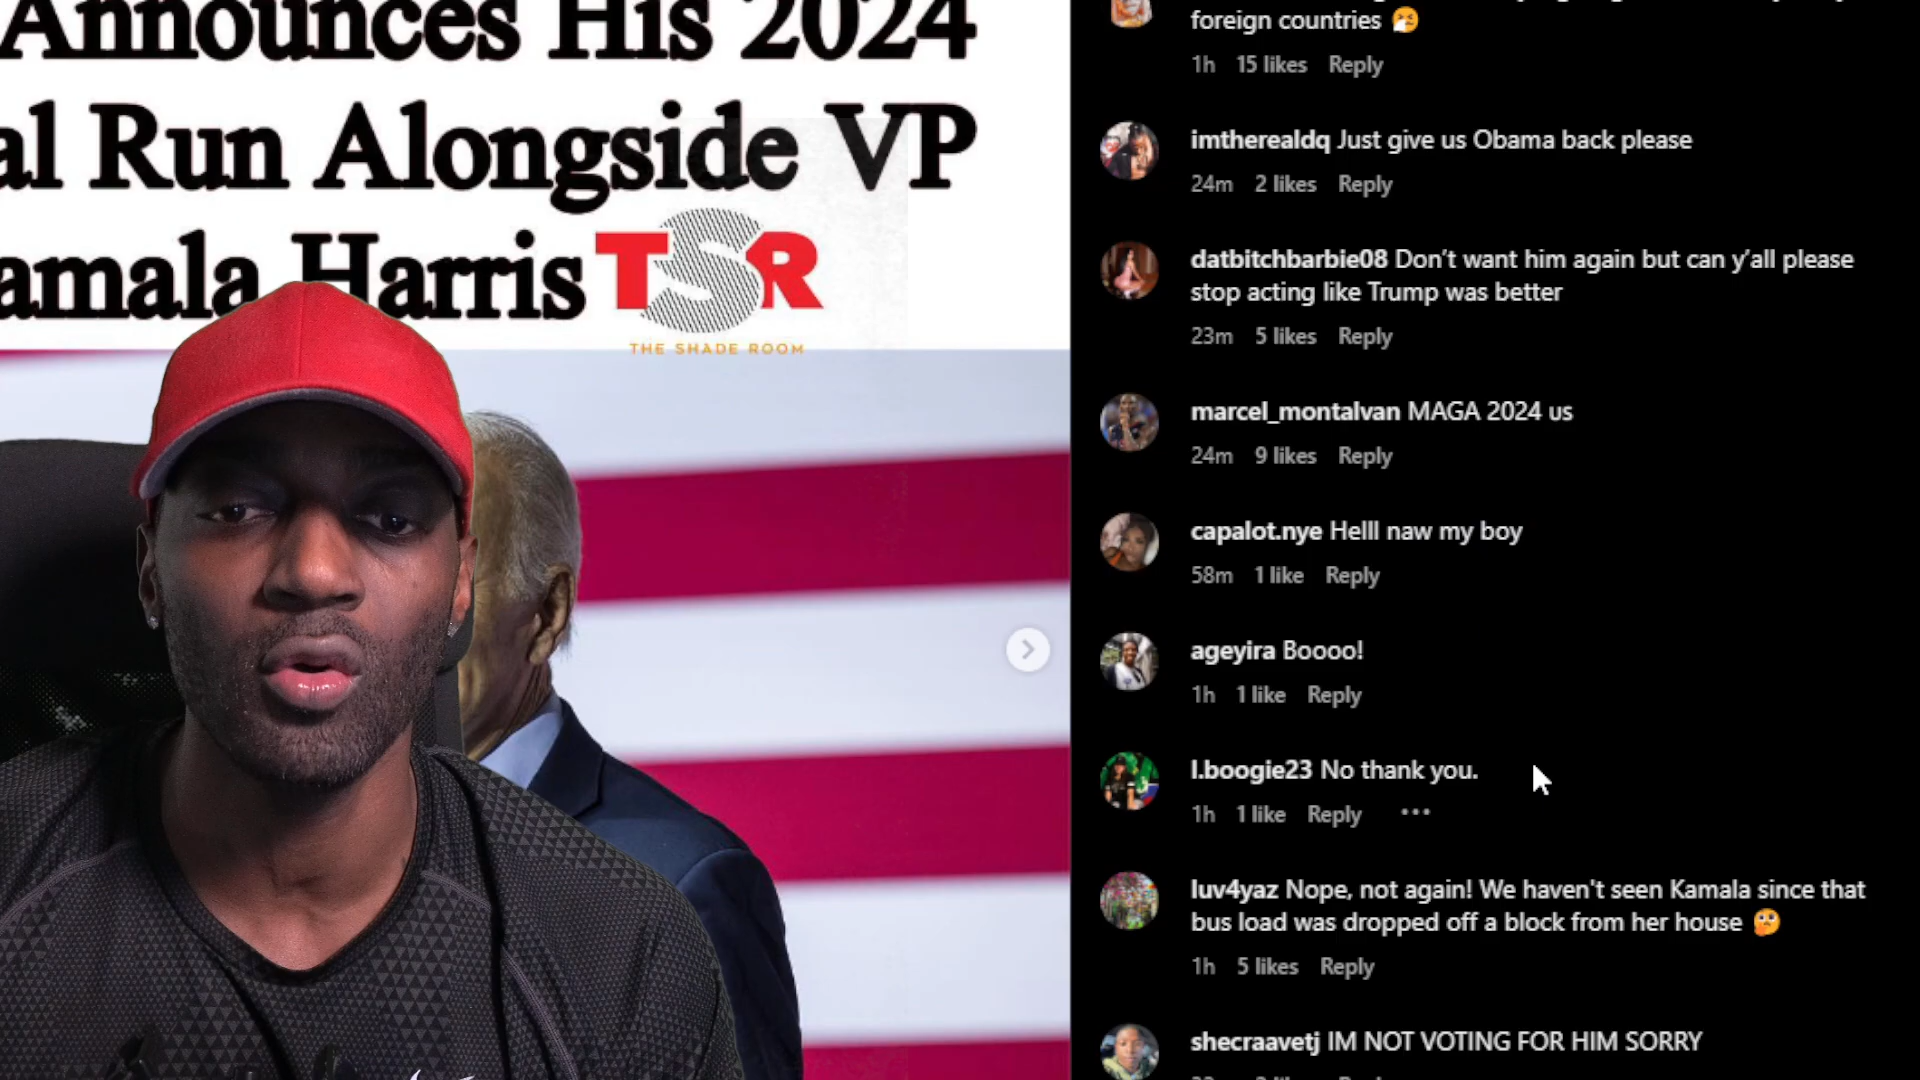 Announces His 2024
al Run Alongside VP
amala Harris
TSR
THE SHADE ROOM
foreign countries 🤧
1h 15 likes Reply
imtherealdq Just give us Obama back please
24m 2 likes Reply
datbitchbarbie08 Don’t want him again but can y’all please
stop acting like Trump was better
23m 5 likes Reply
marcel_montalvan MAGA 2024 us
24m 9 likes Reply
capalot.nye Helll naw my boy
58m 1 like Reply
ageyira Boooo!
1h 1 like Reply
l.boogie23 No thank you.
1h 1 like Reply •••
luv4yaz Nope, not again! We haven't seen Kamala since that
bus load was dropped off a block from her house 🤔
1h 5 likes Reply
shecraavetj IM NOT VOTING FOR HIM SORRY